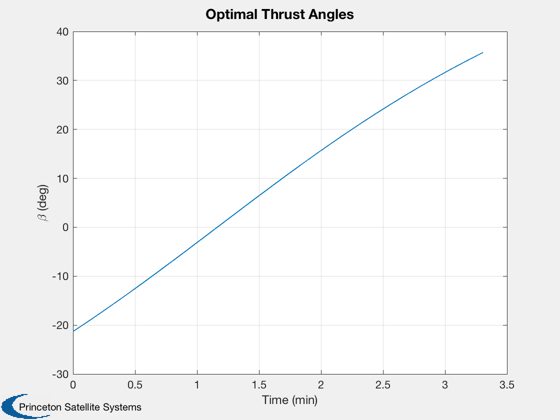 Optimal Thrust Angles
40
30
20
10
0
-10
-20
-30
β (deg)
0 0.5 1 1.5 2 2.5 3 3.5
Time (min)
Princeton Satellite Systems